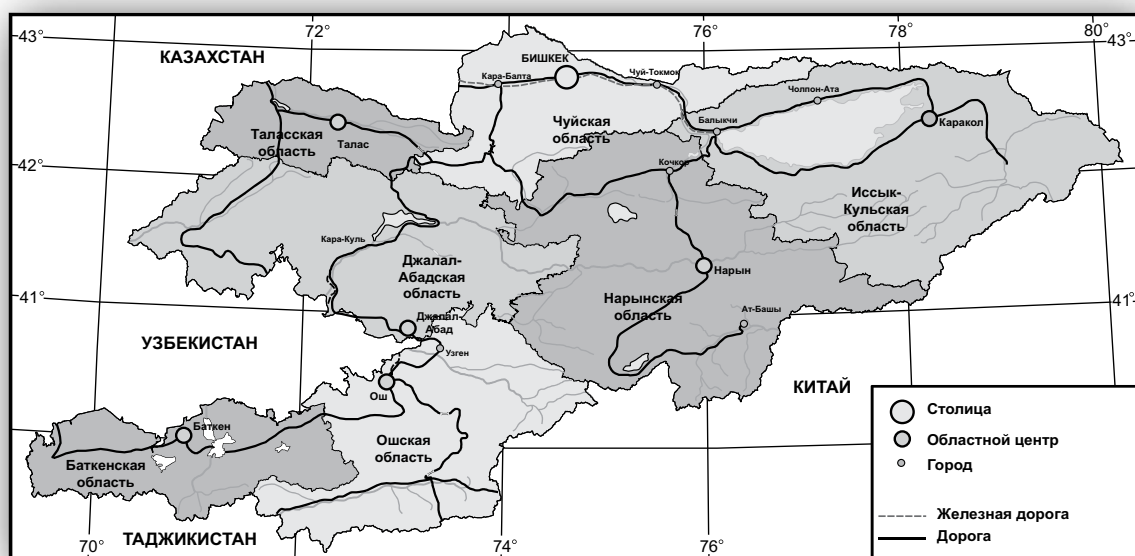 72°
74°
76°
78°
80°
43°
43°
КАЗАХСТАН
БИШКЕК
Кара-Балта
Чуй-Токмок
Чолпон-Ата
Балыкчи
Каракол
Чуйская
область
Таласская
область
Талас
42°
42°
Кочкор
Иссык-
Кульская
область
Кара-Куль
Джалал-
Абадская
область
Нарын
Нарынская
область
Ат-Башы
41°
41°
Джалал-
Абад
Узген
УЗБЕКИСТАН
КИТАЙ
Ош
Ошская
область
Баткен
Баткенская
область
ТАДЖИКИСТАН
70°
72°
74°
76°
Столица
Областной центр
Город
Железная дорога
Дорога